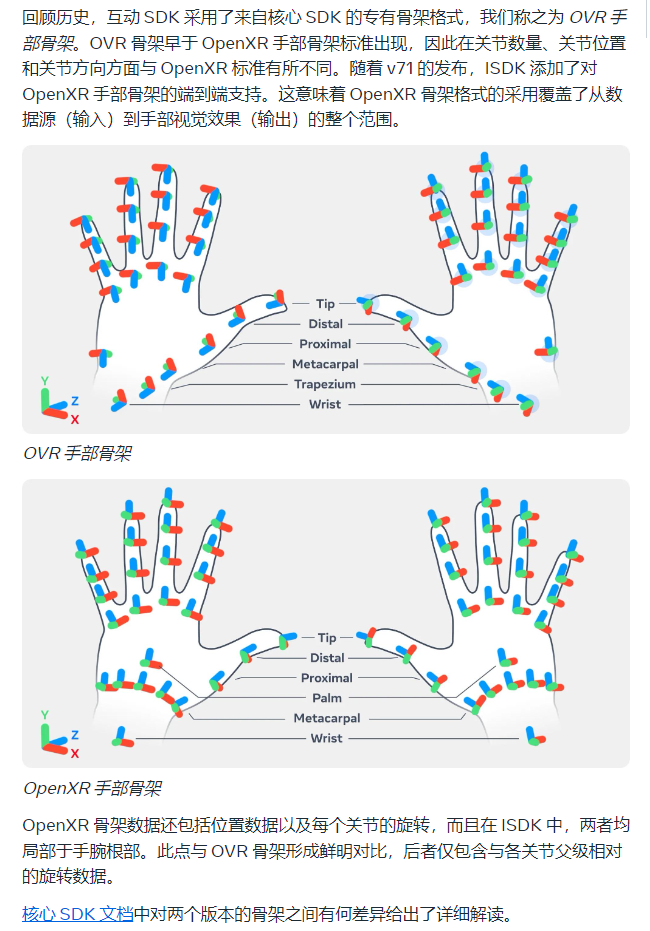 回顾历史，互动 SDK 采用了来自核心 SDK 的专有骨架格式，我们称之为 OVR 手
部骨架。OVR 骨架早于 OpenXR 手部骨架标准出现，因此在关节数量、关节位置
和关节方向方面与 OpenXR 标准有所不同。随着 v71 的发布，ISDK 添加了对
OpenXR 手部骨架的端到端支持。这意味着 OpenXR 骨架格式的采用覆盖了从数
据源（输入）到手部视觉效果（输出）的整个范围。
Tip
Distal
Proximal
Metacarpal
Trapezium
Wrist
Y
Z
X
OVR 手部骨架
Tip
Distal
Proximal
Palm
Metacarpal
Wrist
Y
Z
X
OpenXR 手部骨架
OpenXR 骨架数据还包括位置数据以及每个关节的旋转，而且在 ISDK 中，两者均
局部于手腕根部。此点与 OVR 骨架形成鲜明对比，后者仅包含与各关节父级相对
的旋转数据。
核心 SDK 文档中对两个版本的骨架之间有何差异给出了详细解读。